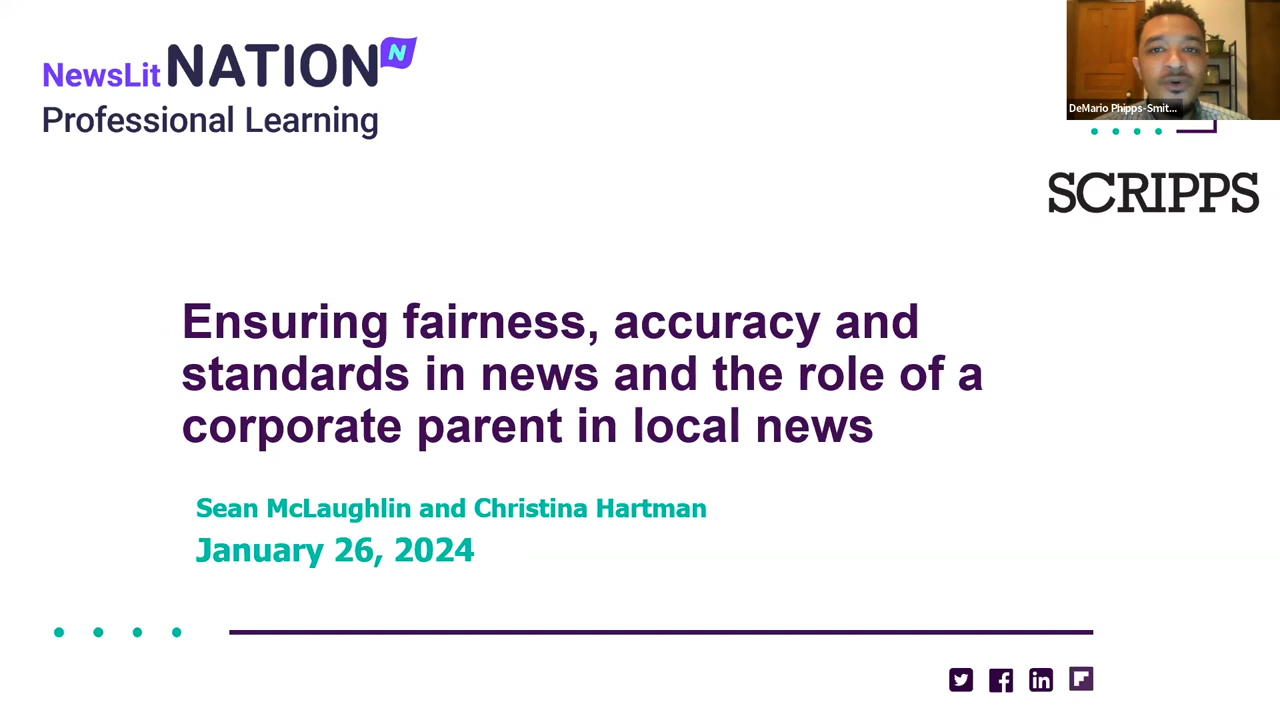 NewsLit NATION N
Professional Learning
DeMario Phipps-Smit...
SCRIPPS
Ensuring fairness, accuracy and
standards in news and the role of a
corporate parent in local news
Sean McLaughlin and Christina Hartman
January 26, 2024